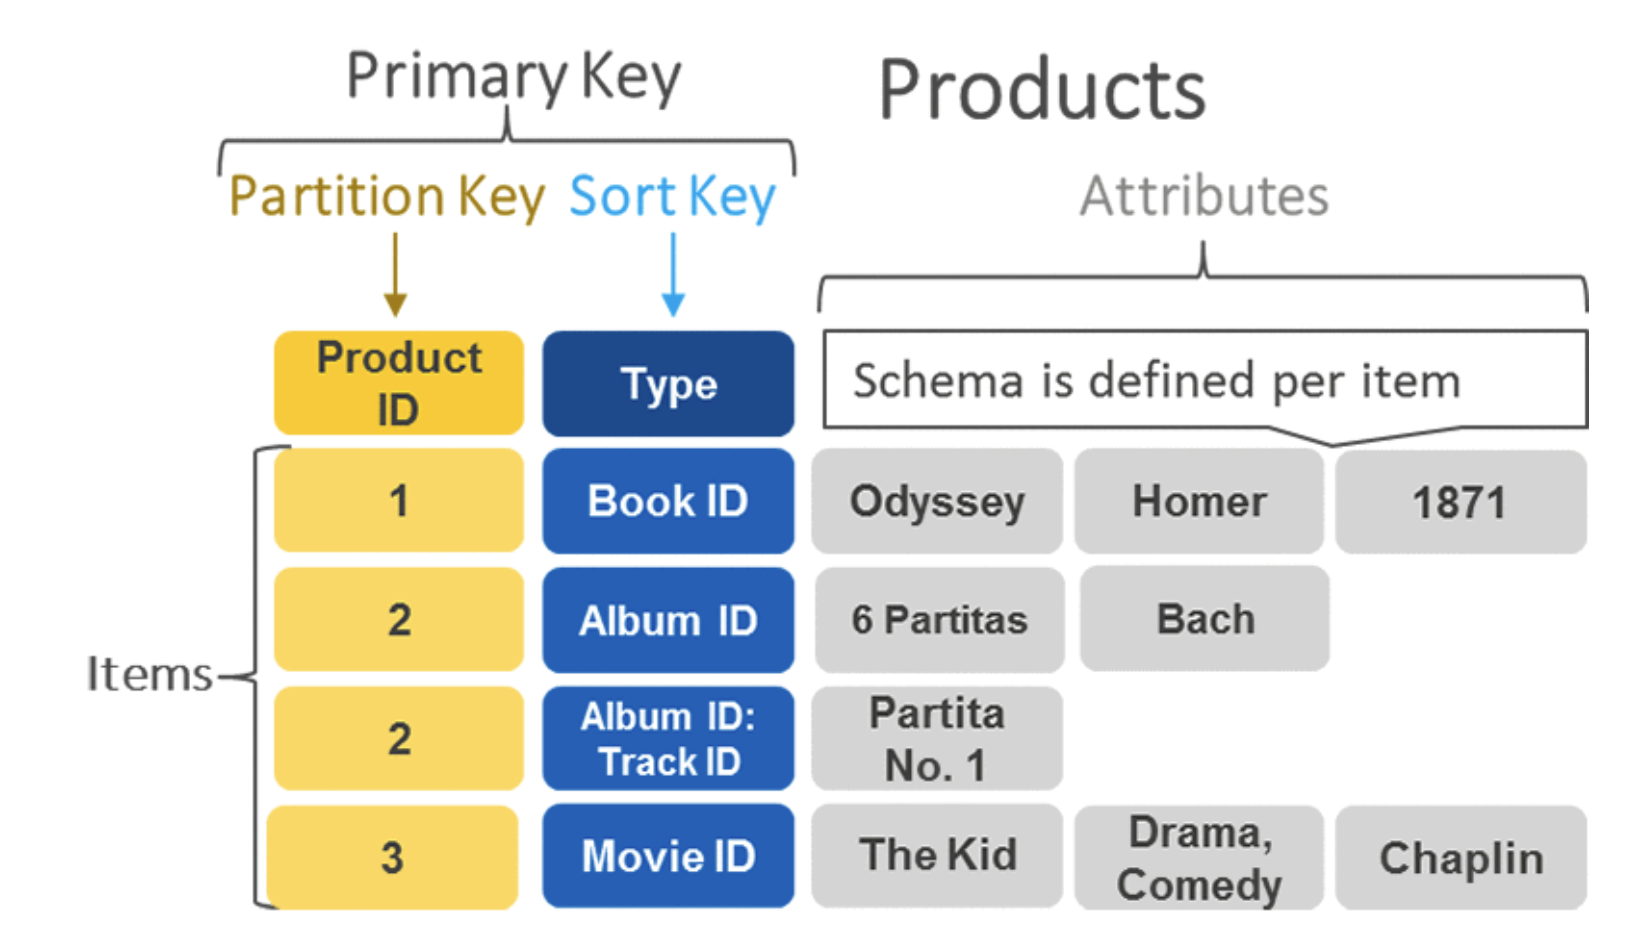 Primary Key
Products
Partition Key
Sort Key
Attributes
Product
ID
Type
Schema is defined per item
Items
1
Book ID
Odyssey
Homer
1871
2
Album ID
6 Partitas
Bach
2
Album ID:
Track ID
Partita
No. 1
3
Movie ID
The Kid
Drama,
Comedy
Chaplin